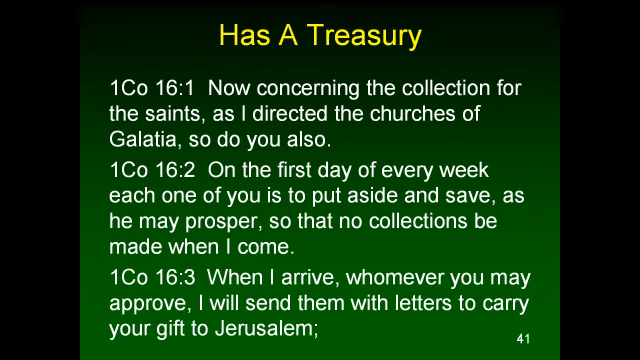 Has A Treasury
1Co 16:1  Now concerning the collection for
the saints, as I directed the churches of
Galatia, so do you also.
1Co 16:2  On the first day of every week
each one of you is to put aside and save, as
he may prosper, so that no collections be
made when I come.
1Co 16:3  When I arrive, whomever you may
approve, I will send them with letters to carry
your gift to Jerusalem;
41